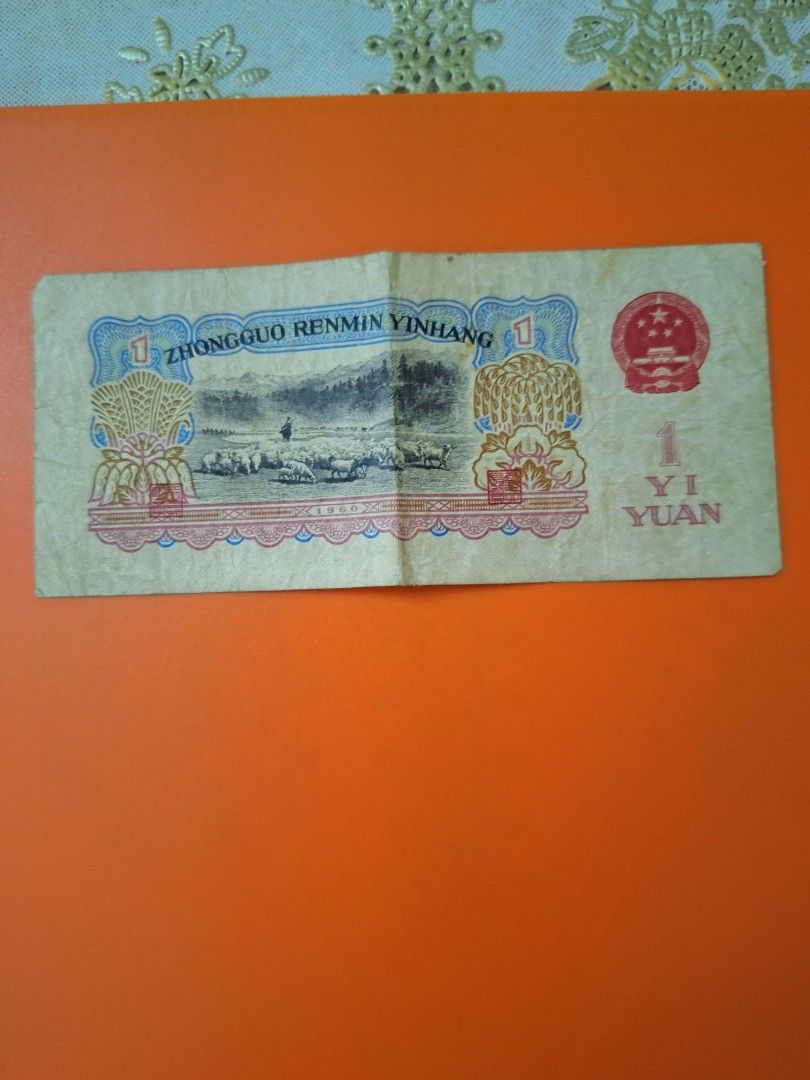 1 ZHONGGUO RENMIN YINHANG 1
1960
1
YI
YUAN